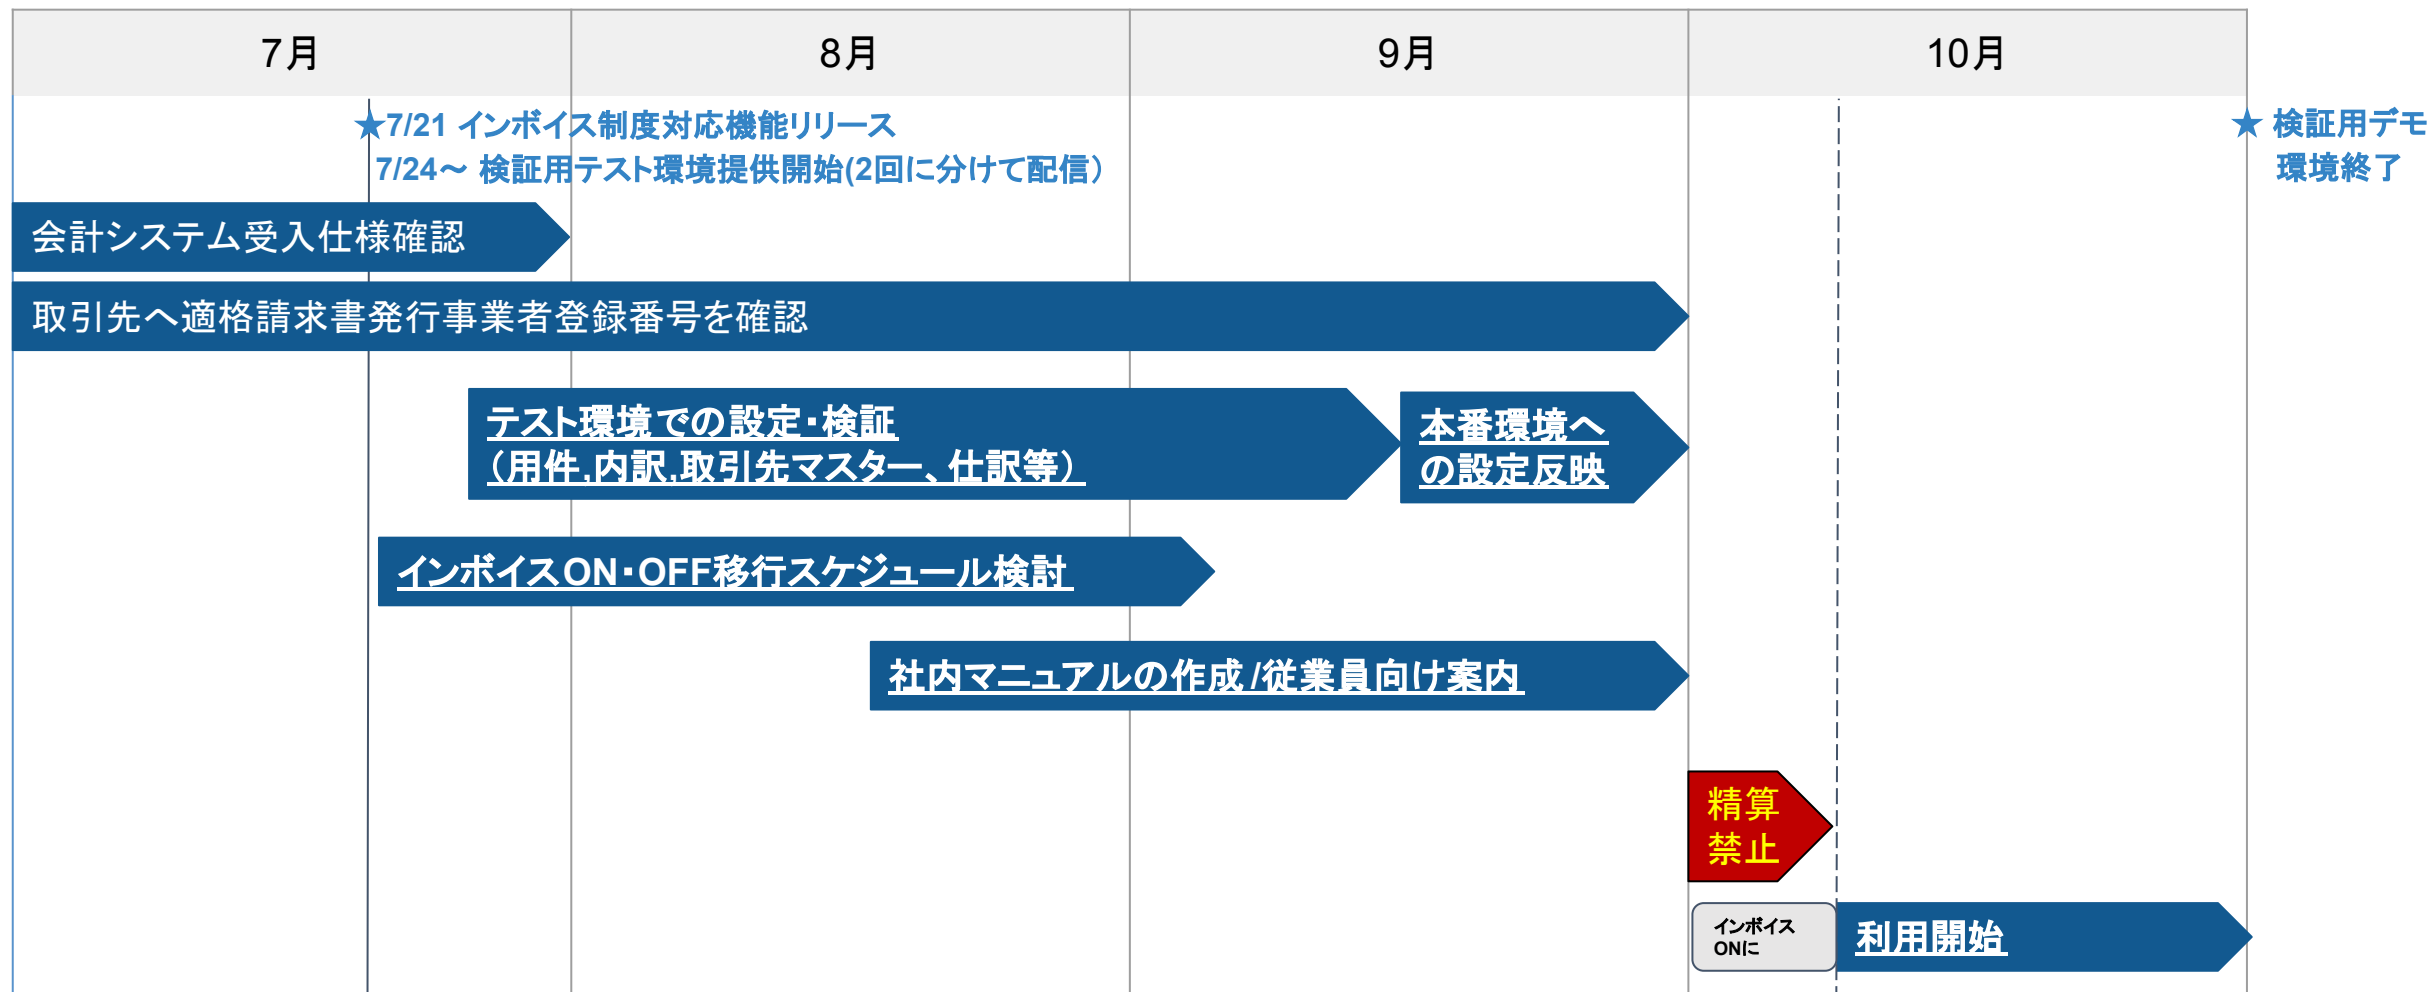 7月
8月
9月
10月
★7/21 インボイス制度対応機能リリース
7/24～ 検証用テスト環境提供開始(2回に分けて配信）
★ 検証用デモ
環境終了
会計システム受入仕様確認
取引先へ適格請求書発行事業者登録番号を確認
テスト環境での設定・検証
（用件,内訳,取引先マスター、仕訳等）
本番環境へ
の設定反映
インボイスON・OFF移行スケジュール検討
社内マニュアルの作成 /従業員向け案内
精算
禁止
インボイス
ONに
利用開始